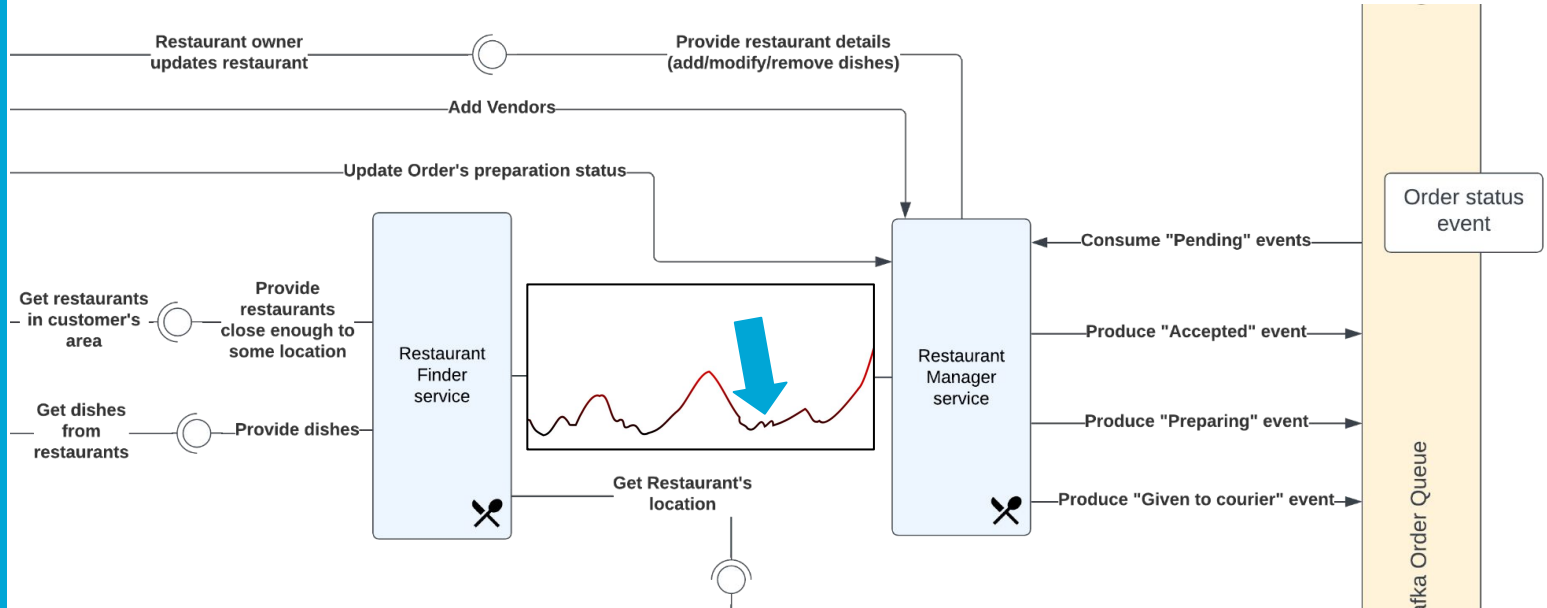 Restaurant owner
updates restaurant
Provide restaurant details
(add/modify/remove dishes)
Add Vendors
Update Order's preparation status
Order status
event
Consume "Pending" events
Get restaurants
in customer's
area
Provide
restaurants
close enough to
some location
Restaurant
Finder
service
Restaurant
Manager
service
Produce "Accepted" event
Get dishes
from
restaurants
Provide dishes
Produce "Preparing" event
Get Restaurant's
location
Produce "Given to courier" event
afka Order Queue